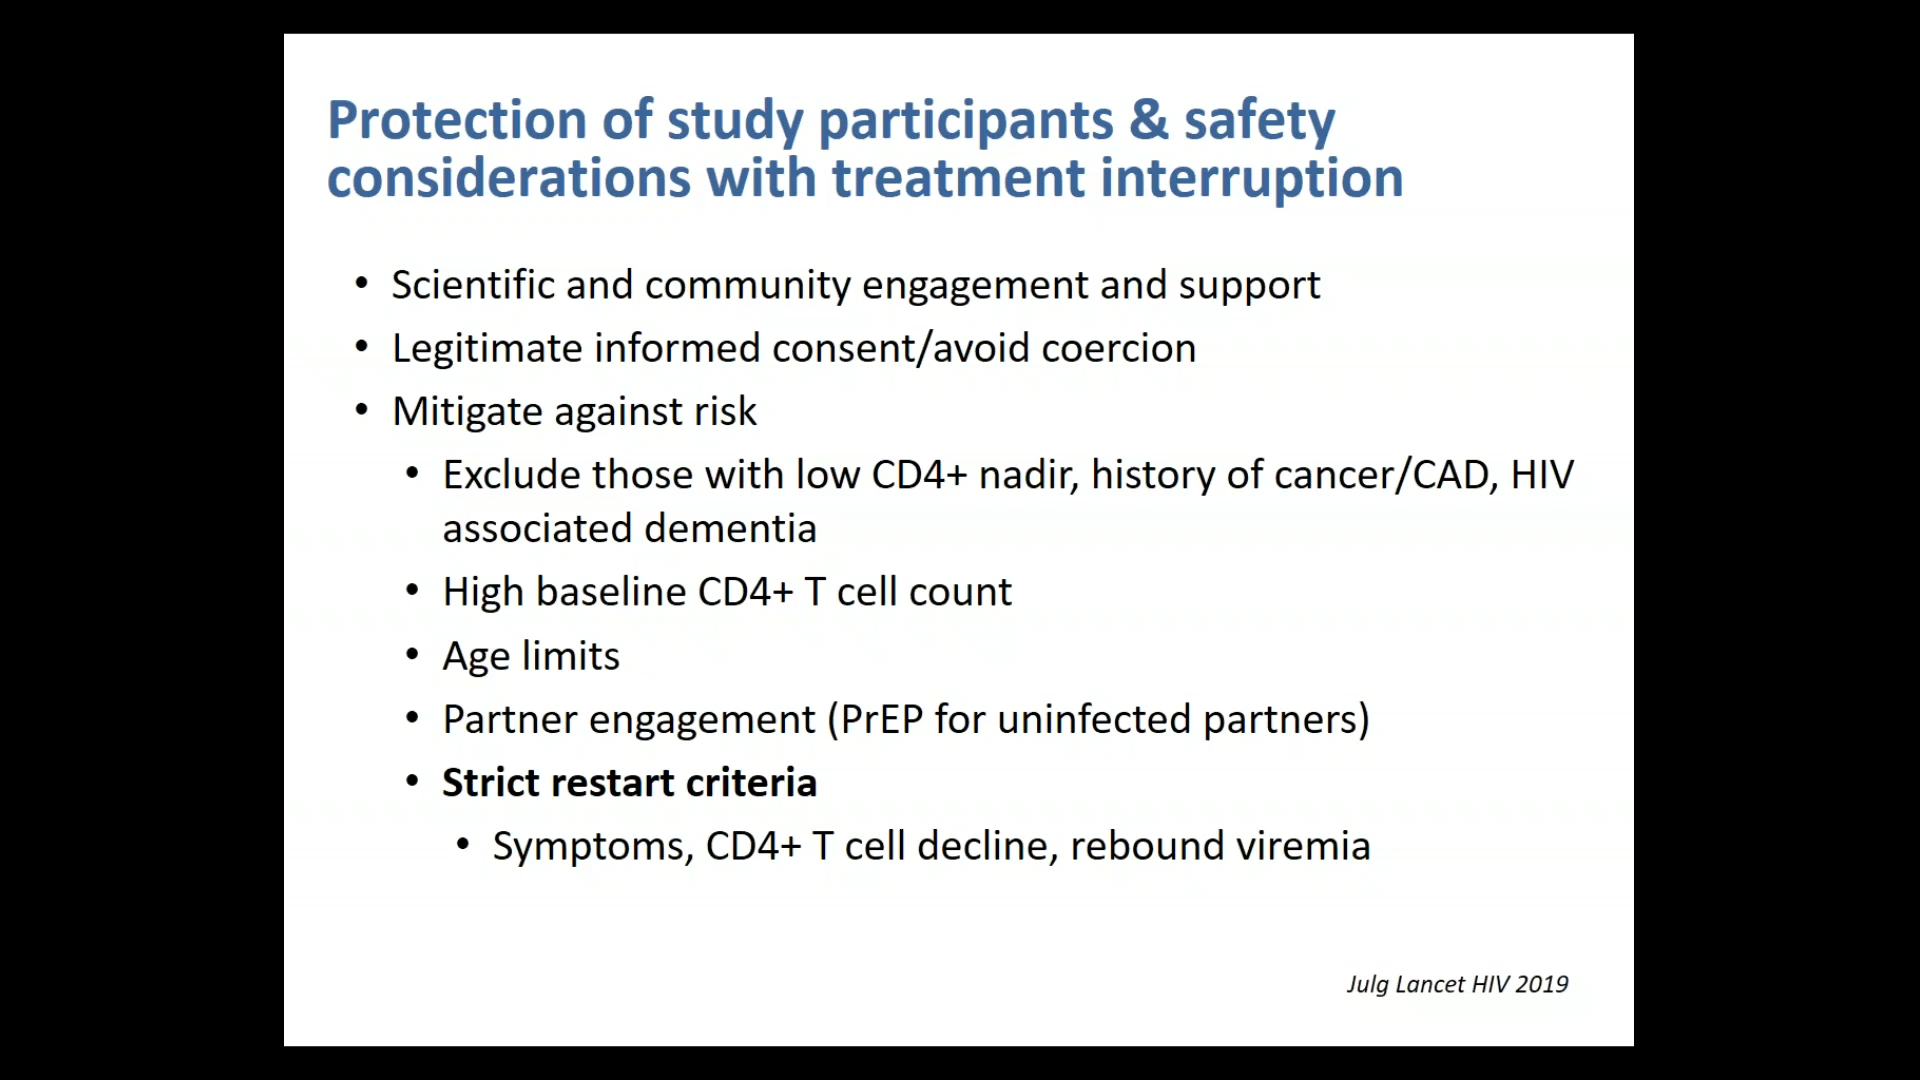 Protection of study participants & safety
considerations with treatment interruption
• Scientific and community engagement and support
• Legitimate informed consent/avoid coercion
• Mitigate against risk
• Exclude those with low CD4+ nadir, history of cancer/CAD, HIV
associated dementia
• High baseline CD4+ T cell count
• Age limits
• Partner engagement (PrEP for uninfected partners)
• Strict restart criteria
• Symptoms, CD4+ T cell decline, rebound viremia
Julg Lancet HIV 2019